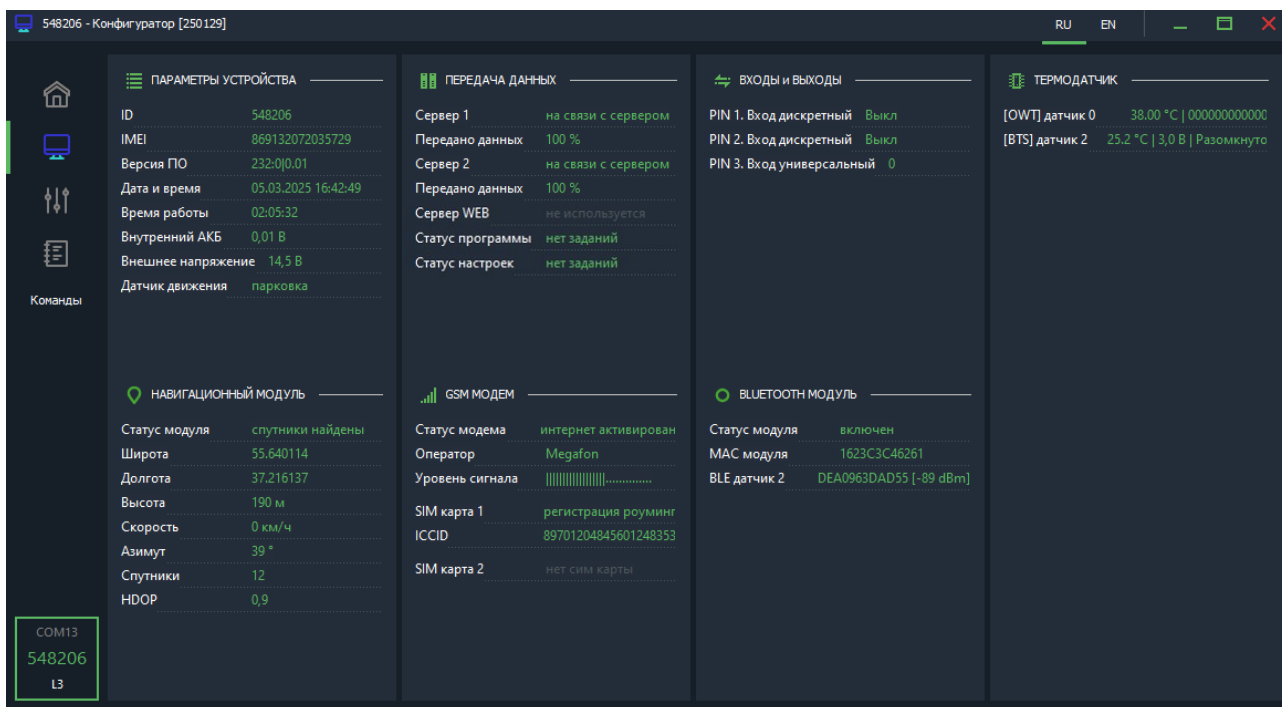 548206 - Конфигуратор [250129]
RU EN
ПАРАМЕТРЫ УСТРОЙСТВА
ID 548206
IMEI 869132072035729
Версия ПО 232:0|0.01
Дата и время 05.03.2025 16:42:49
Время работы 02:05:32
Внутренний АКБ 0,01 В
Внешнее напряжение 14,5 В
Датчик движения парковка
ПЕРЕДАЧА ДАННЫХ
Сервер 1 на связи с сервером
Передано данных 100 %
Сервер 2 на связи с сервером
Передано данных 100 %
Сервер WEB не используется
Статус программы нет заданий
Статус настроек нет заданий
ВХОДЫ и ВЫХОДЫ
PIN 1. Вход дискретный Выкл
PIN 2. Вход дискретный Выкл
PIN 3. Вход универсальный 0
ТЕРМОДАТЧИК
[OWT] датчик 0 38.00 °C | 000000000000
[BTS] датчик 2 25.2 °C | 3,0 В | Разомкнуто
Команды
НАВИГАЦИОННЫЙ МОДУЛЬ
Статус модуля спутники найдены
Широта 55.640114
Долгота 37.216137
Высота 190 м
Скорость 0 км/ч
Азимут 39 °
Спутники 12
HDOP 0,9
GSM МОДЕМ
Статус модема интернет активирован
Оператор Megafon
Уровень сигнала ||||||||||||||||||..............
SIM карта 1 регистрация роуминг
ICCID 89701204845601248353
SIM карта 2 нет сим карты
BLUETOOTH МОДУЛЬ
Статус модуля включен
MAC модуля 1623C3C46261
BLE датчик 2 DEA0963DAD55 [-89 dBm]
COM13
548206
L3